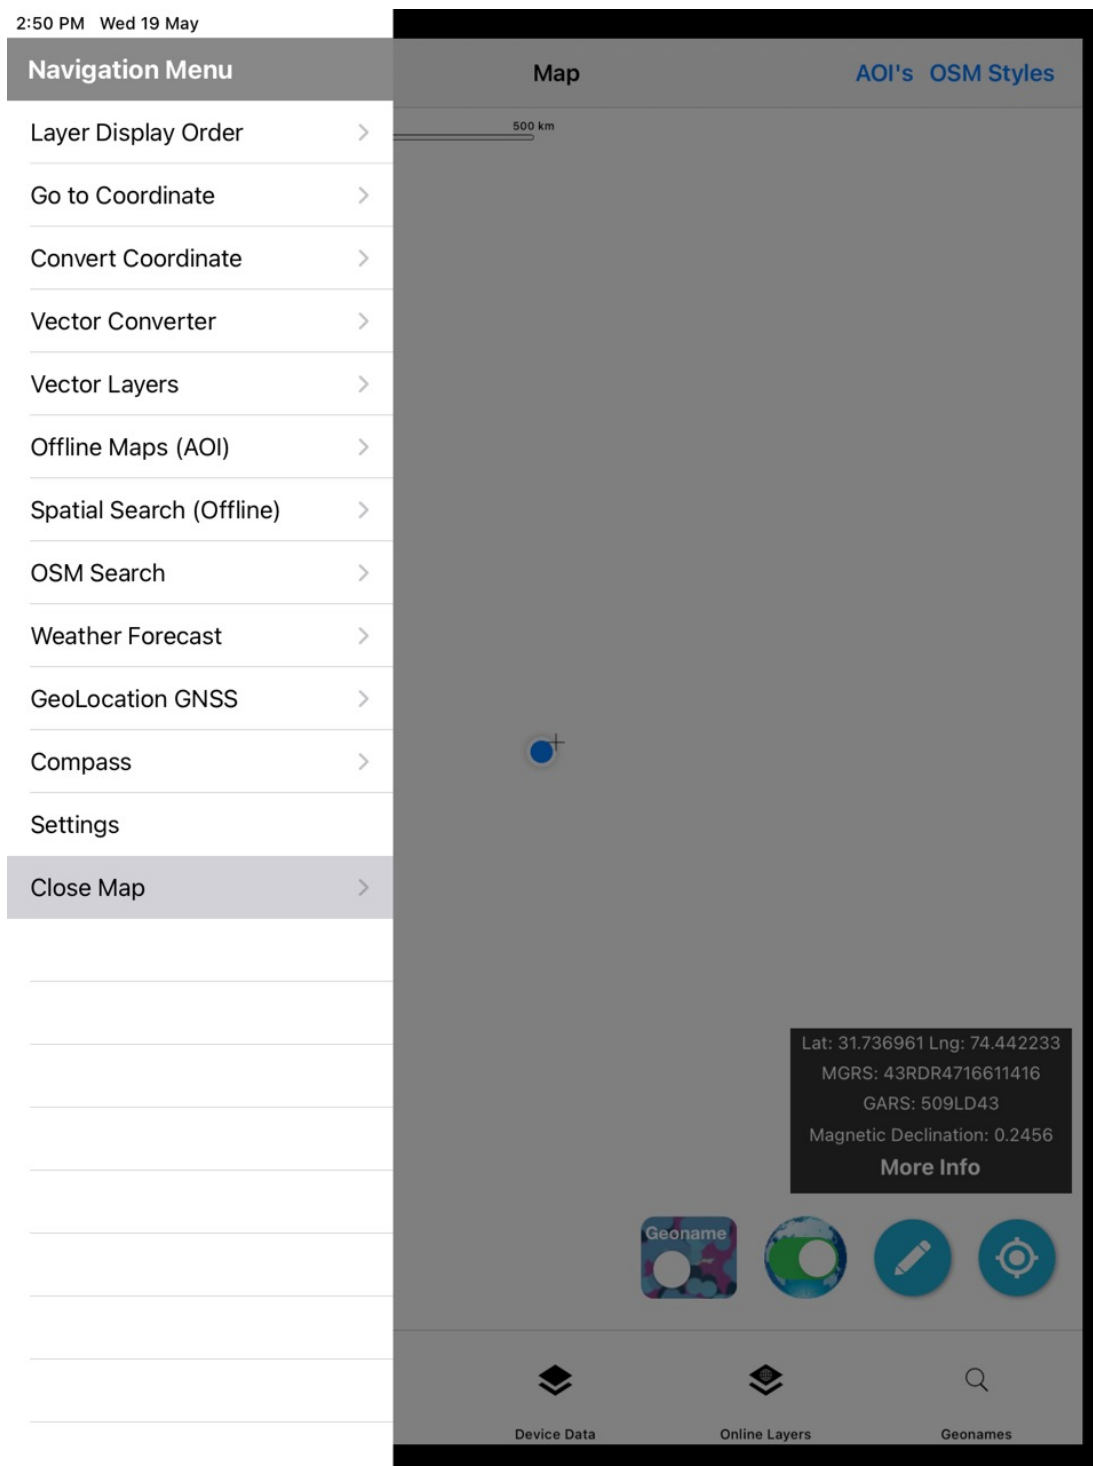 2:50 PM Wed 19 May
Navigation Menu
Map
AOI's OSM Styles
Layer Display Order
500 km
Go to Coordinate
Convert Coordinate
Vector Converter
Vector Layers
Offline Maps (AOI)
Spatial Search (Offline)
OSM Search
Weather Forecast
GeoLocation GNSS
Compass
Settings
Close Map
Lat: 31.736961 Lng: 74.442233
MGRS: 43RDR4716611416
GARS: 509LD43
Magnetic Declination: 0.2456
More Info
Geoname
Device Data
Online Layers
Geonames